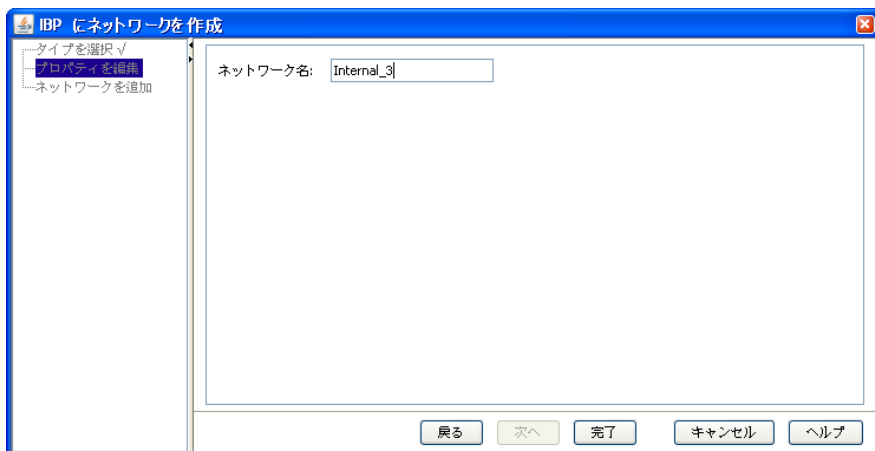 IBP にネットワークを作成
タイプを選択 √
プロパティを編集
ネットワークを追加
ネットワーク名: Internal_3
戻る 次へ 完了 キャンセル ヘルプ